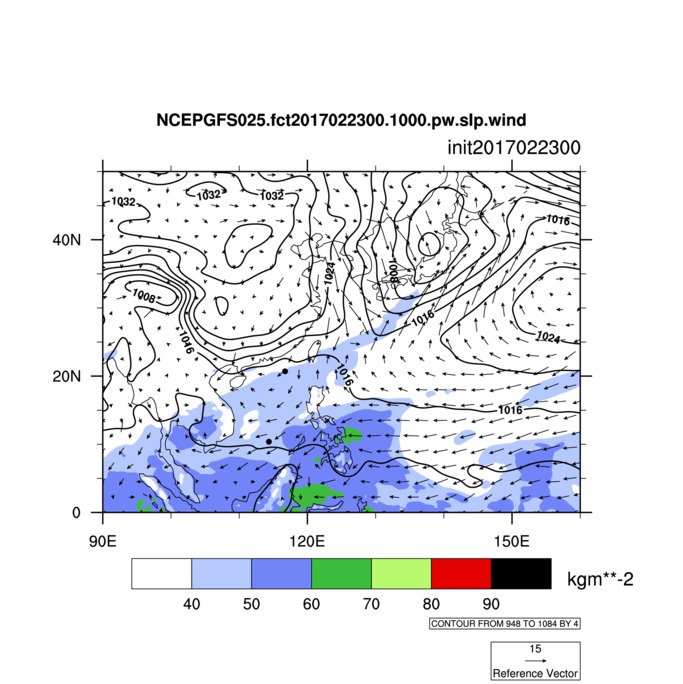 NCEPGFS025.fct2017022300.1000.pw.slp.wind
init2017022300
1032
1032
1032
1016
40N
1024
1008
1008
1016
1016
1024
20N
1016
1016
0
90E 120E 150E
40 50 60 70 80 90
kgm**-2
CONTOUR FROM 948 TO 1084 BY 4
15
Reference Vector